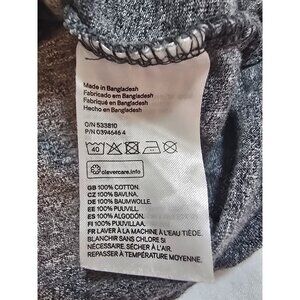 Made in Bangladesh
Fabricado em Bangladesh
Fabriqué en Bangladesh
Hecho en Bangladesh
O/N 533810
P/N 0394646 4
40
clevercare.info
GB 100% COTTON.
CZ 100% BAVLNA.
DE 100% BAUMWOLLE.
EE 100% PUUVILL.
ES 100% ALGODÓN.
FI 100% PUUVILLAA.
FR LAVER À LA MACHINE À L'EAU TIÈDE.
BLANCHIR SANS CHLORE SI
NÉCESSAIRE. SÉCHER À L'AIR.
REPASSER À TEMPÉRATURE MOYENNE.